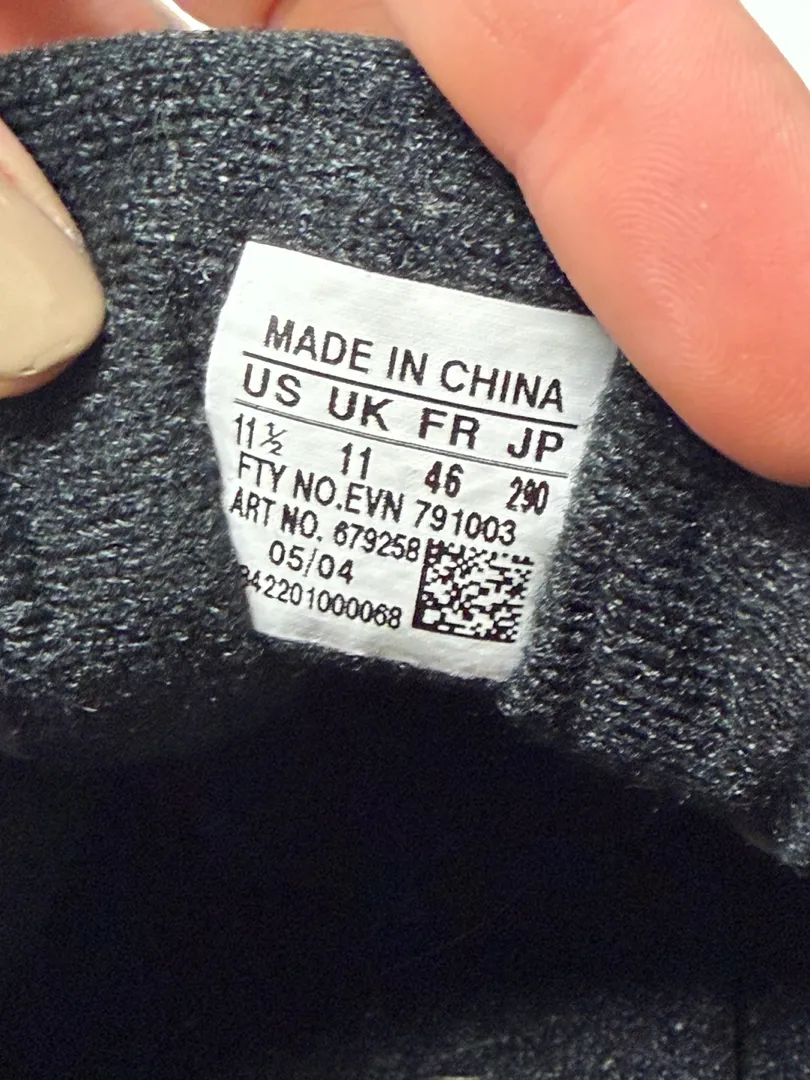 MADE IN CHINA
US UK FR JP
11½ 11 46 290
FTY NO.EVN 791003
ART NO. 679258
05/04
42201000068